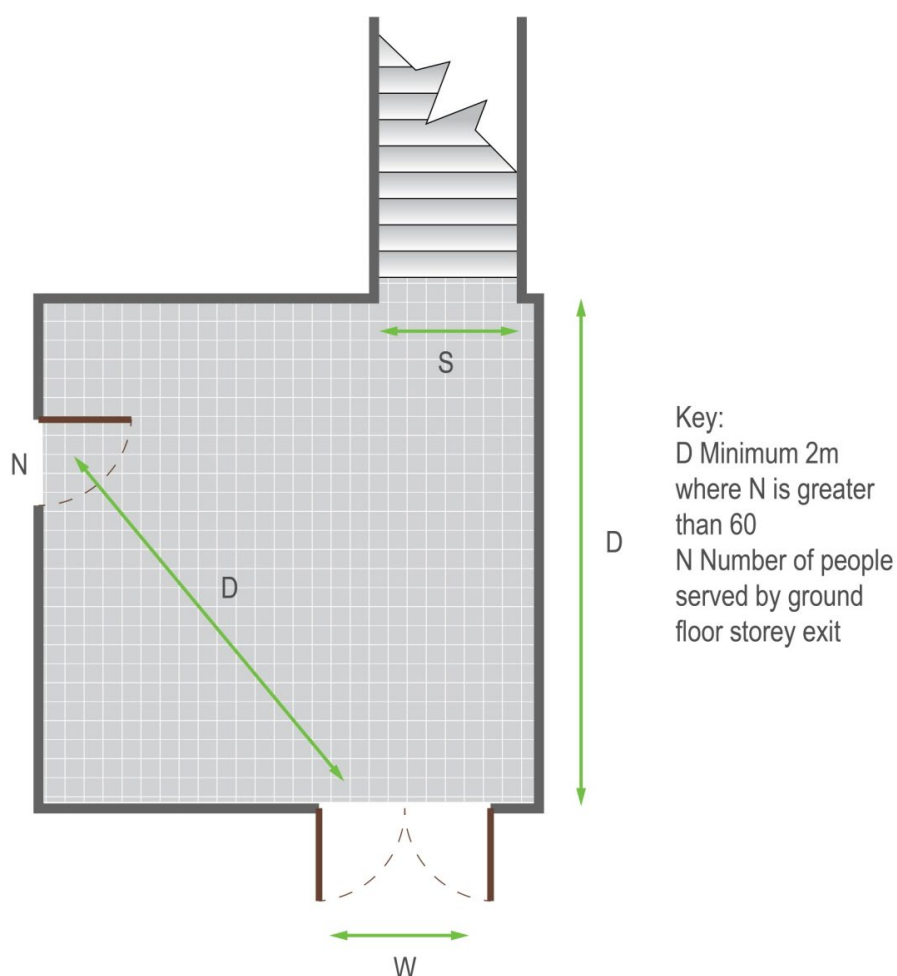 S
N
D
D
Key:
D Minimum 2m
where N is greater
than 60
N Number of people
served by ground
floor storey exit
W